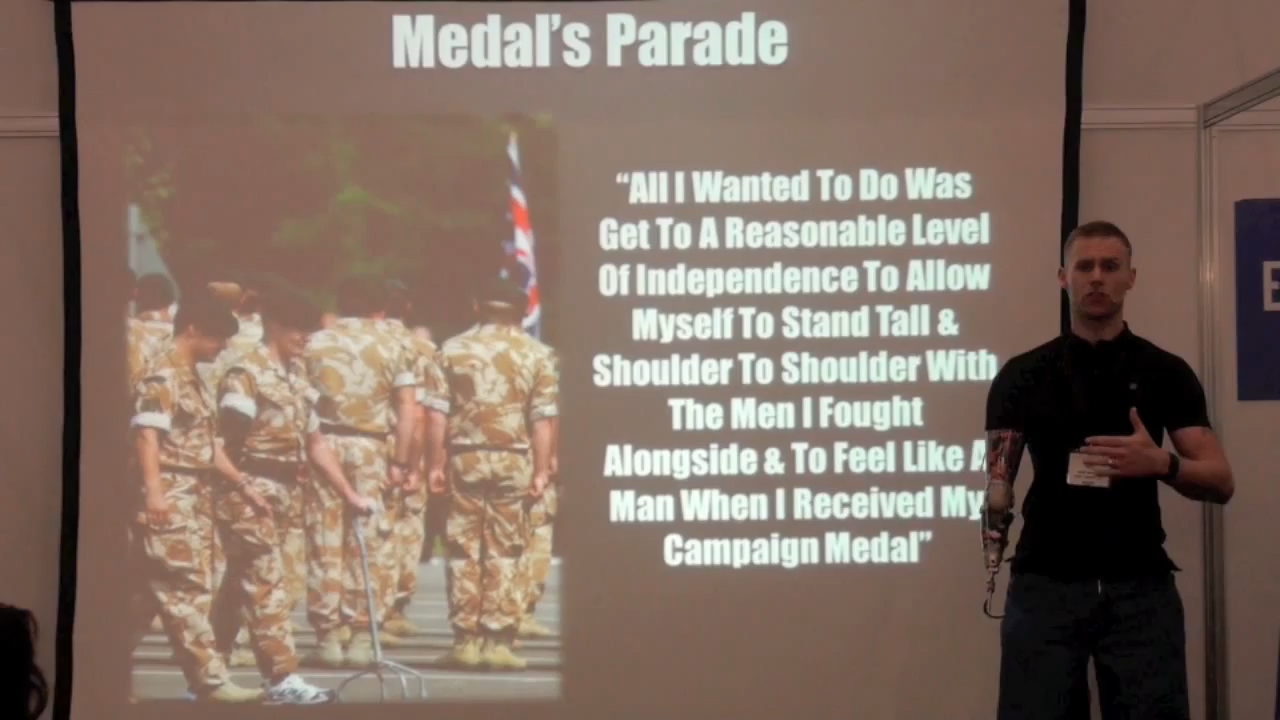 Medal's Parade
“All I Wanted To Do Was
Get To A Reasonable Level
Of Independence To Allow
Myself To Stand Tall &
Shoulder To Shoulder With
The Men I Fought
Alongside & To Feel Like A
Man When I Received My
Campaign Medal”